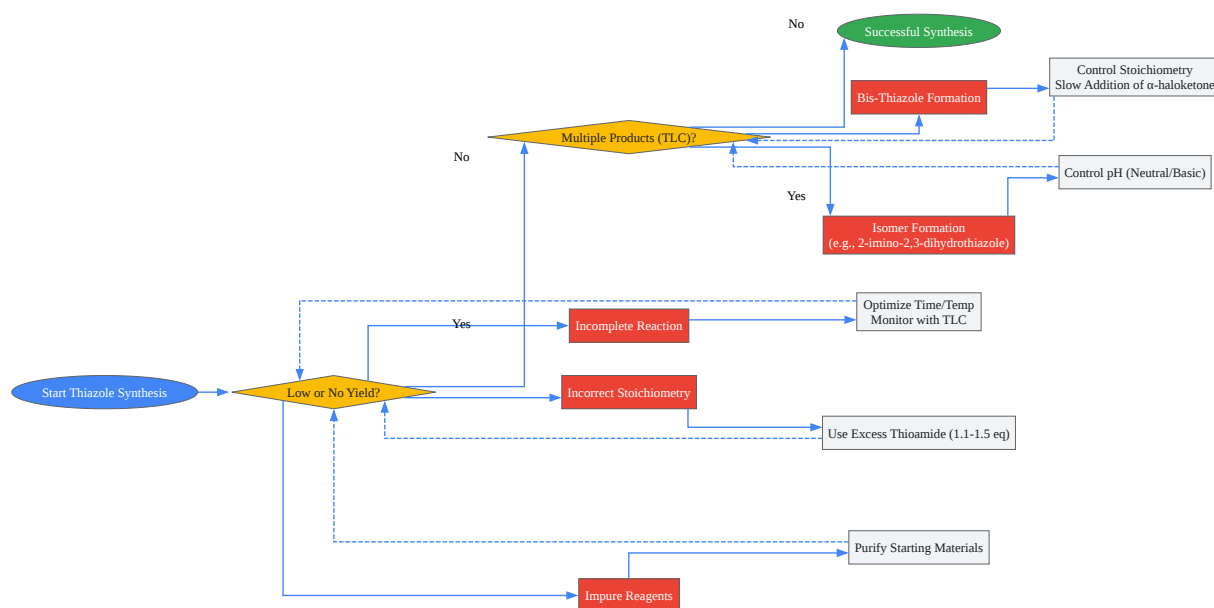 No
Successful Synthesis
Control Stoichiometry
Slow Addition of α-haloketone
Bis-Thiazole Formation
Multiple Products (TLC)?
No
Control pH (Neutral/Basic)
Yes
Isomer Formation
(e.g., 2-imino-2,3-dihydrothiazole)
Optimize Time/Temp
Monitor with TLC
Yes
Incomplete Reaction
Start Thiazole Synthesis
Low or No Yield?
Incorrect Stoichiometry
Use Excess Thioamide (1.1-1.5 eq)
Purify Starting Materials
Impure Reagents